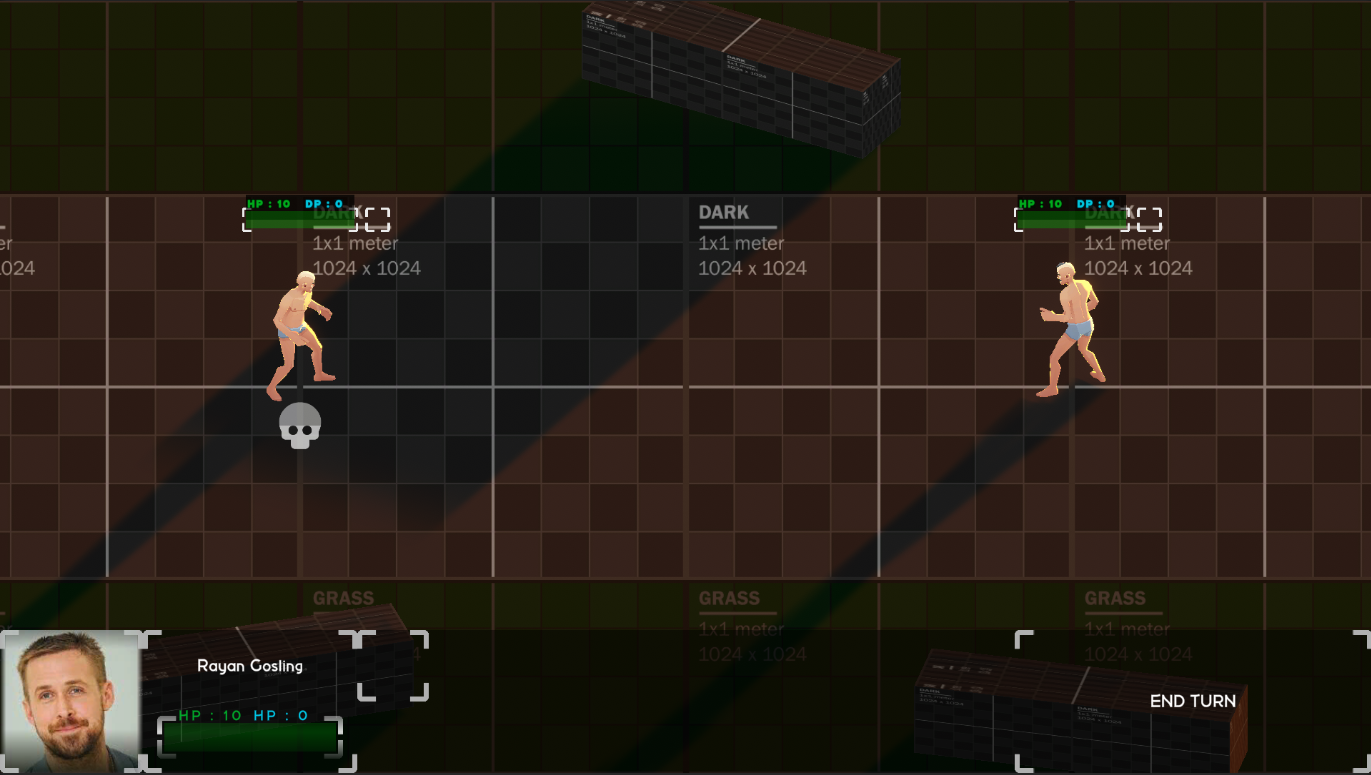 HP : 10 DP : 0
HP : 10 DP : 0
DARK
DARK
DARK
er
1x1 meter
1x1 meter
1x1 meter
1024
1024 x 1024
1024 x 1024
1024 x 1024
GRASS
GRASS
GRASS
1x1 meter
1x1 meter
1024 x 1024
1024 x 1024
Rayan Gosling
HP : 10 HP : 0
END TURN